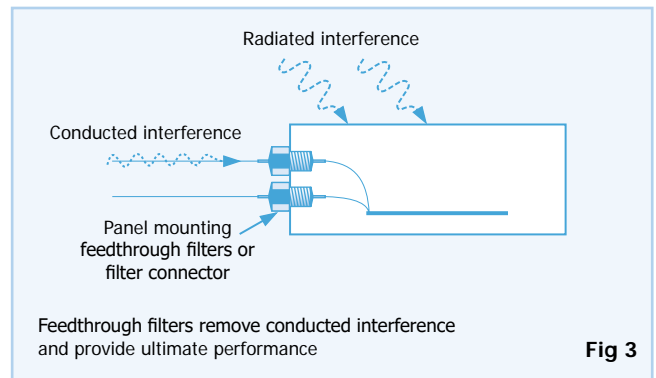 Radiated interference
Conducted interference
Panel mounting
feedthrough filters or
filter connector
Feedthrough filters remove conducted interference
and provide ultimate performance
Fig 3